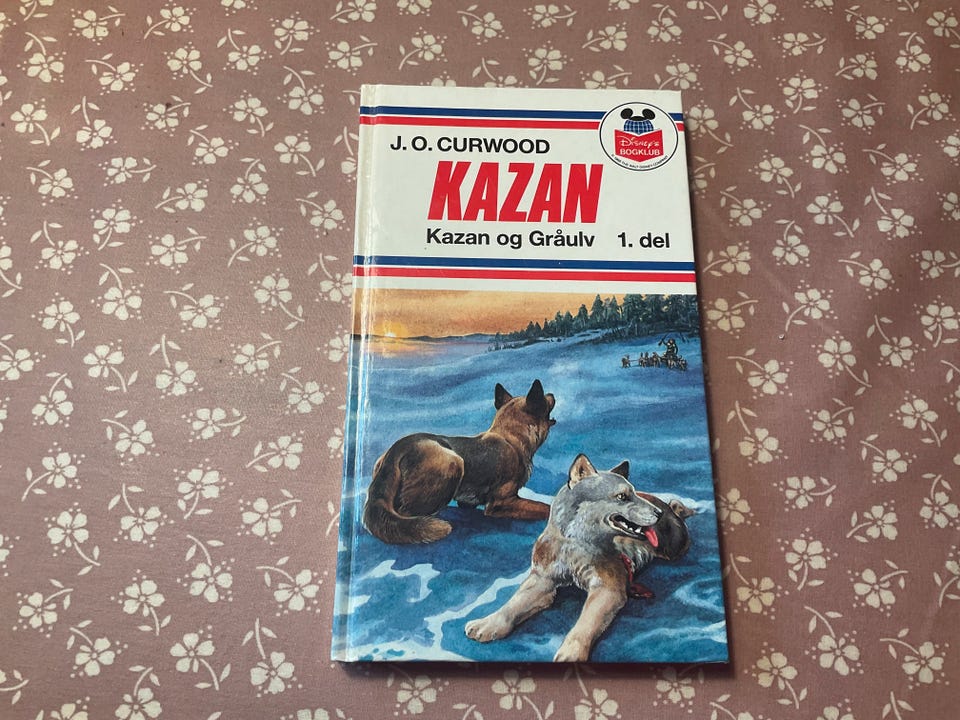 J. O. CURWOOD
KAZAN
Kazan og Gråulv 1. del
DISNEY'S
BOGKLUB